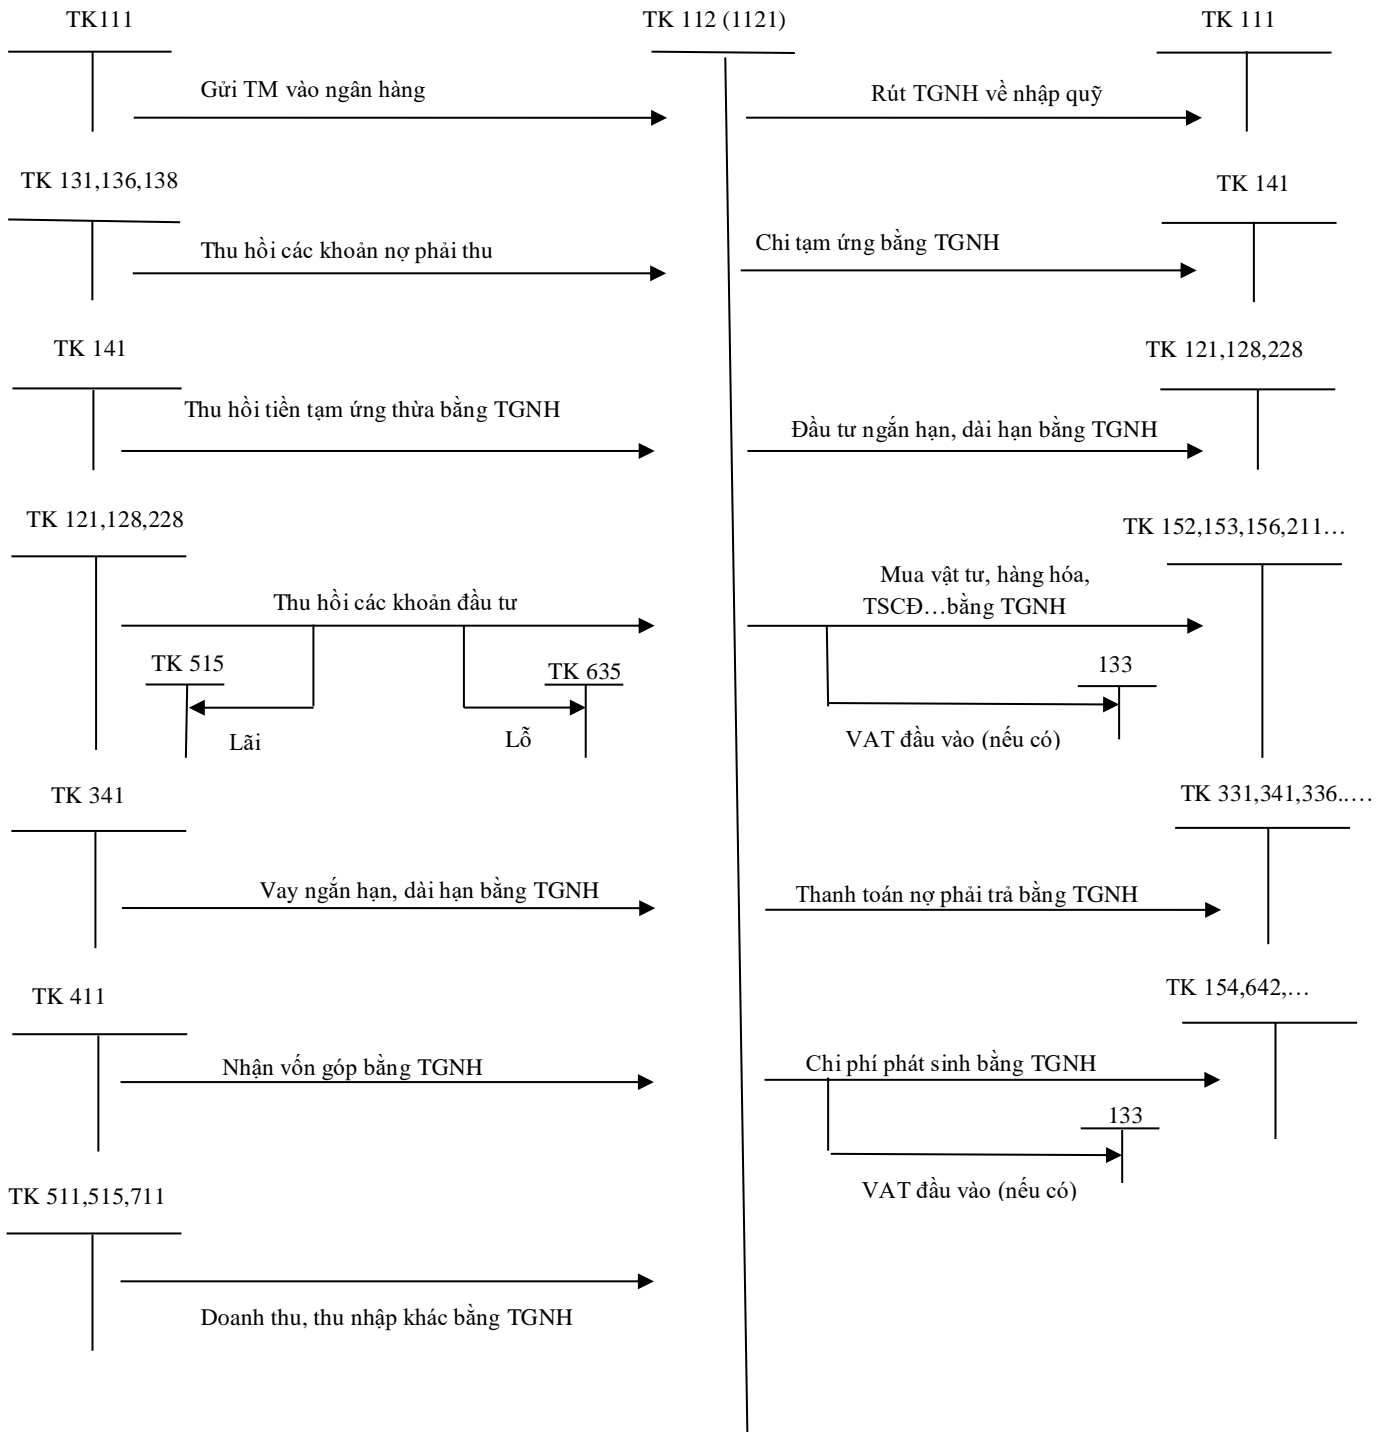 TK111
TK 112 (1121)
TK 111
Gửi TM vào ngân hàng
Rút TGNH về nhập quỹ
TK 131,136,138
TK 141
Thu hồi các khoản nợ phải thu
Chi tạm ứng bằng TGNH
TK 141
TK 121,128,228
Thu hồi tiền tạm ứng thừa bằng TGNH
Đầu tư ngắn hạn, dài hạn bằng TGNH
TK 121,128,228
TK 152,153,156,211…
Thu hồi các khoản đầu tư
Mua vật tư, hàng hóa,
TSCĐ…bằng TGNH
TK 515
TK 635
133
Lãi
Lỗ
VAT đầu vào (nếu có)
TK 341
TK 331,341,336..…
Vay ngắn hạn, dài hạn bằng TGNH
Thanh toán nợ phải trả bằng TGNH
TK 411
TK 154,642,…
Nhận vốn góp bằng TGNH
Chi phí phát sinh bằng TGNH
133
VAT đầu vào (nếu có)
TK 511,515,711
Doanh thu, thu nhập khác bằng TGNH